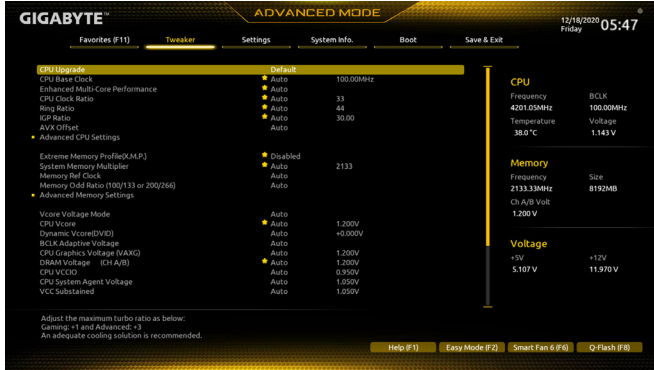 GIGABYTE™
ADVANCED MODE
12/18/2020 Friday 05:47
Favorites (F11) Tweaker Settings System Info. Boot Save & Exit
CPU Upgrade Default
CPU Base Clock Auto 100.00MHz
Enhanced Multi-Core Performance Auto
CPU Clock Ratio Auto 33
Ring Ratio Auto 44
IGP Ratio Auto 30.00
AVX Offset Auto
Advanced CPU Settings
Extreme Memory Profile(X.M.P.) Disabled
System Memory Multiplier Auto 2133
Memory Ref Clock Auto
Memory Odd Ratio (100/133 or 200/266) Auto
Advanced Memory Settings
Vcore Voltage Mode Auto
CPU Vcore Auto 1.200V
Dynamic Vcore(DVID) Auto +0.000V
BCLK Adaptive Voltage Auto
CPU Graphics Voltage (VAXG) Auto 1.200V
DRAM Voltage (CH A/B) Auto 1.200V
CPU VCCIO Auto 0.950V
CPU System Agent Voltage Auto 1.050V
VCC Substained Auto 1.050V
CPU
Frequency BCLK
4201.05MHz 100.00MHz
Temperature Voltage
38.0 °C 1.143 V
Memory
Frequency Size
2133.33MHz 8192MB
Ch A/B Volt
1.200 V
Voltage
+5V +12V
5.107 V 11.970 V
Adjust the maximum turbo ratio as below:
Gaming: +1 and Advanced: +3
An adequate cooling solution is recommended.
Help (F1) Easy Mode (F2) Smart Fan 6 (F6) Q-Flash (F8)